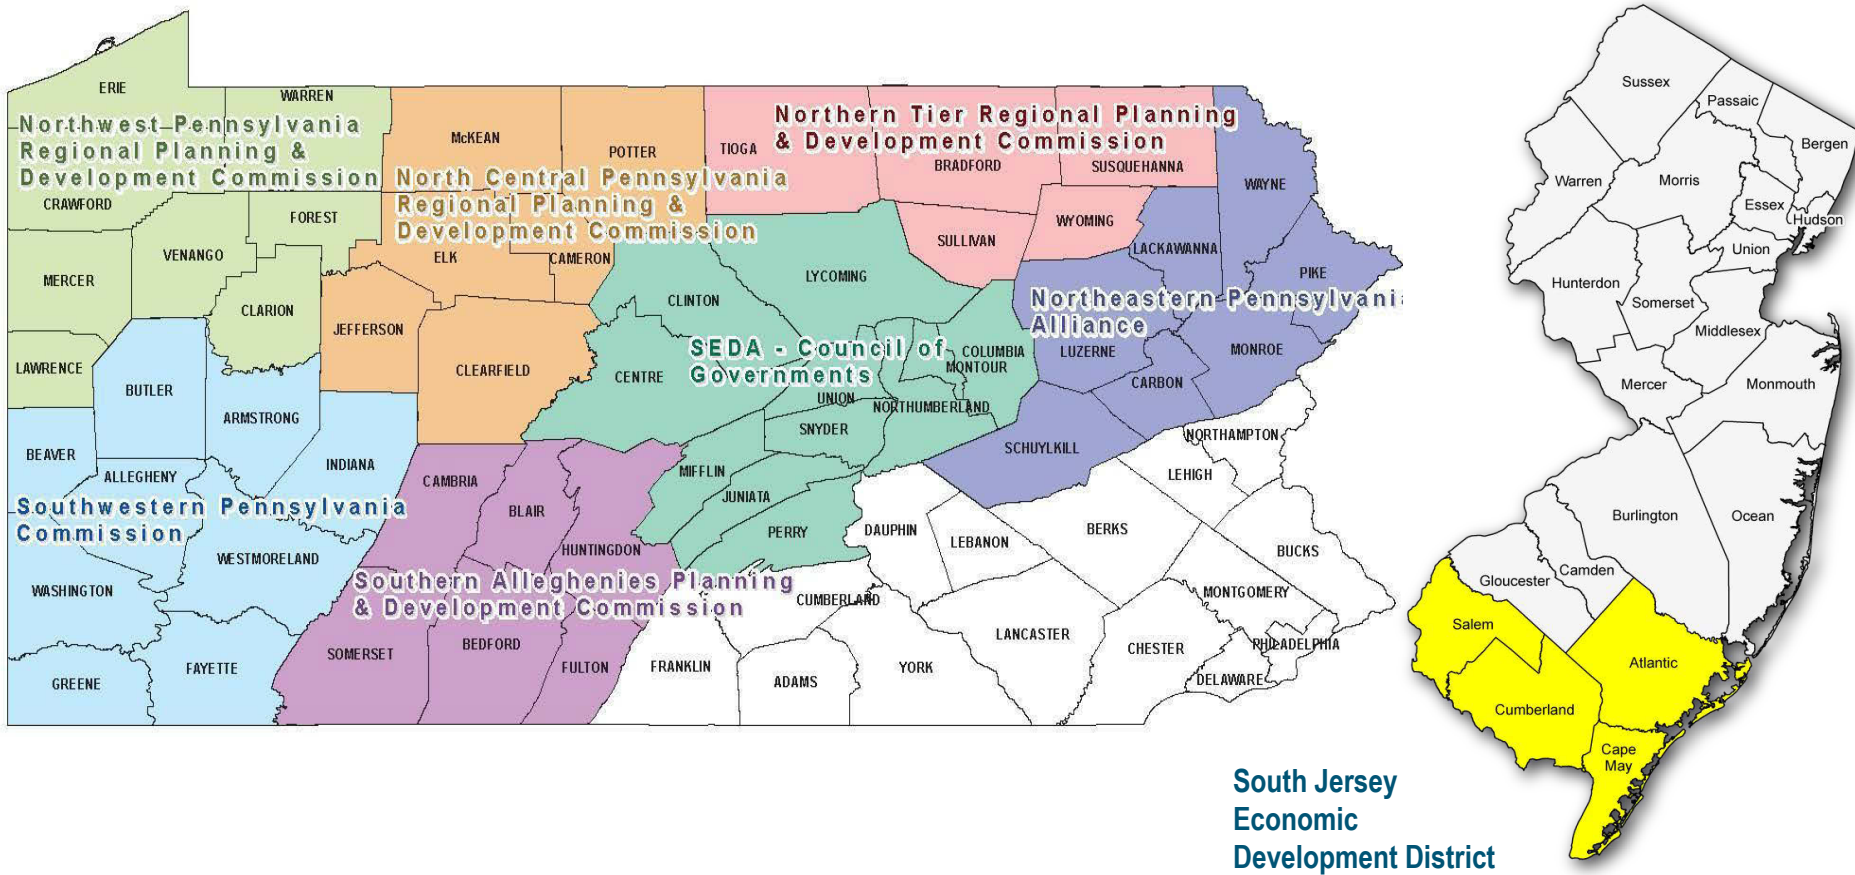 ERIE
WARREN
Northwest Pennsylvania
Regional Planning &
Development Commission
CRAWFORD
FOREST
VENANGO
MERCER
CLARION
LAWRENCE
McKEAN
POTTER
North Central Pennsylvania
Regional Planning &
Development Commission
ELK
CAMERON
JEFFERSON
CLEARFIELD
Northern Tier Regional Planning
& Development Commission
TIOGA
BRADFORD
SUSQUEHANNA
WYOMING
SULLIVAN
WAYNE
LACKAWANNA
PIKE
Northeastern Pennsylvani
Alliance
LUZERNE
MONROE
CARBON
SCHUYLKILL
LYCOMING
CLINTON
SEDA - Council of
Governments
COLUMBIA
MONTOUR
CENTRE
UNION
NORTHUMBERLAND
SNYDER
MIFFLIN
JUNIATA
PERRY
BUTLER
ARMSTRONG
BEAVER
ALLEGHENY
INDIANA
Southwestern Pennsylvania
Commission
WESTMORELAND
WASHINGTON
FAYETTE
GREENE
CAMBRIA
BLAIR
HUNTINGDON
Southern Alleghenies Planning
& Development Commission
SOMERSET
BEDFORD
FULTON
NORTHAMPTON
LEHIGH
DAUPHIN
LEBANON
BERKS
BUCKS
CUMBERLAND
MONTGOMERY
LANCASTER
CHESTER
PHILADELPHIA
DELAWARE
FRANKLIN
ADAMS
YORK
Sussex
Passaic
Bergen
Warren
Morris
Essex
Hudson
Union
Hunterdon
Somerset
Middlesex
Mercer
Monmouth
Burlington
Ocean
Camden
Gloucester
Salem
Atlantic
Cumberland
Cape
May
South Jersey
Economic
Development District